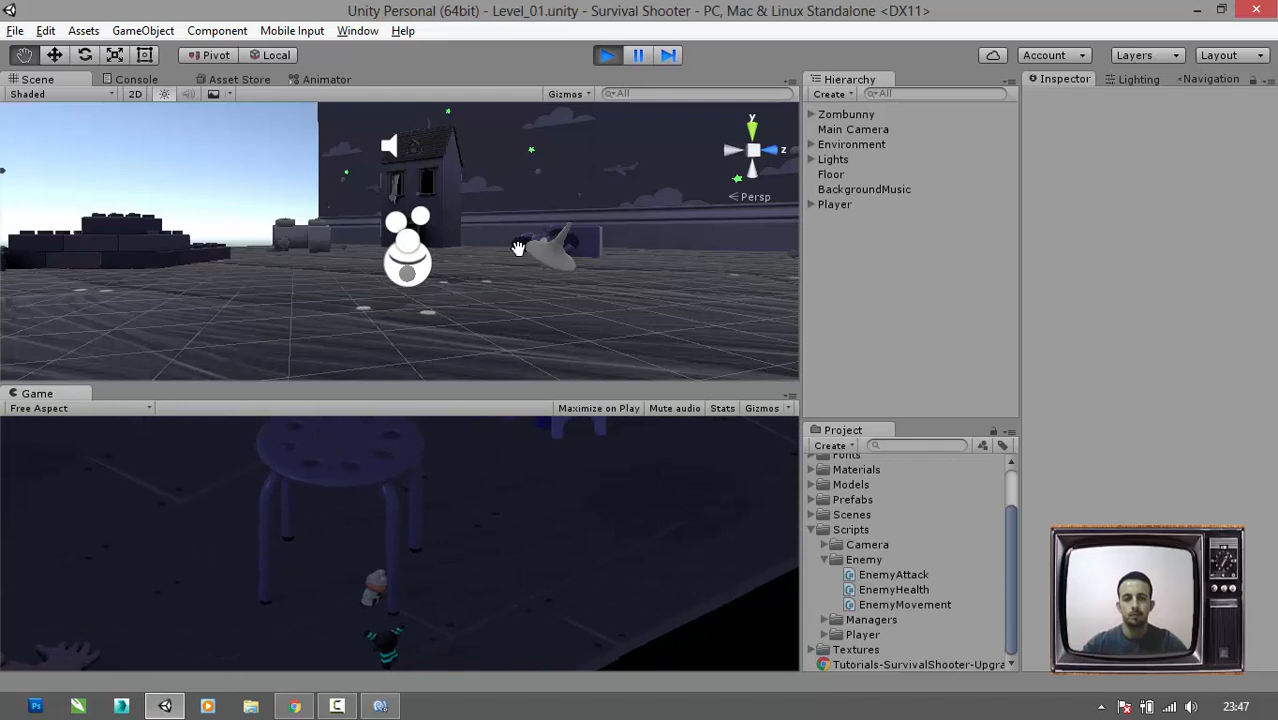 Unity Personal (64bit) - Level_01.unity - Survival Shooter - PC, Mac & Linux Standalone <DX11>
File Edit Assets GameObject Component Mobile Input Window Help
Pivot Local Account Layers Layout
Scene Console Asset Store Animator
Shaded 2D Gizmos All
y
z
Persp
Game
Free Aspect Maximize on Play Mute audio Stats Gizmos
Hierarchy
Create All
Zombunny
Main Camera
Environment
Lights
Floor
BackgroundMusic
Player
Project
Create
Fonts
Materials
Models
Prefabs
Scenes
Scripts
Camera
Enemy
EnemyAttack
EnemyHealth
EnemyMovement
Managers
Player
Textures
Tutorials-SurvivalShooter-Upgra
Inspector Lighting Navigation
Ps
23:47